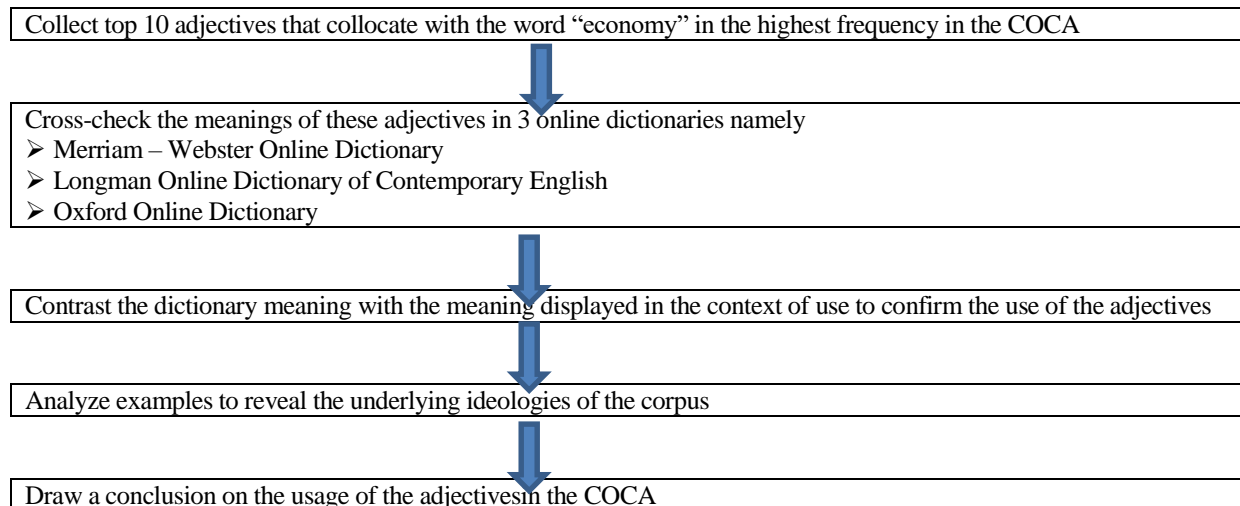 Collect top 10 adjectives that collocate with the word “economy” in the highest frequency in the COCA
Cross-check the meanings of these adjectives in 3 online dictionaries namely
➢ Merriam – Webster Online Dictionary
➢ Longman Online Dictionary of Contemporary English
➢ Oxford Online Dictionary
Contrast the dictionary meaning with the meaning displayed in the context of use to confirm the use of the adjectives
Analyze examples to reveal the underlying ideologies of the corpus
Draw a conclusion on the usage of the adjectivesin the COCA